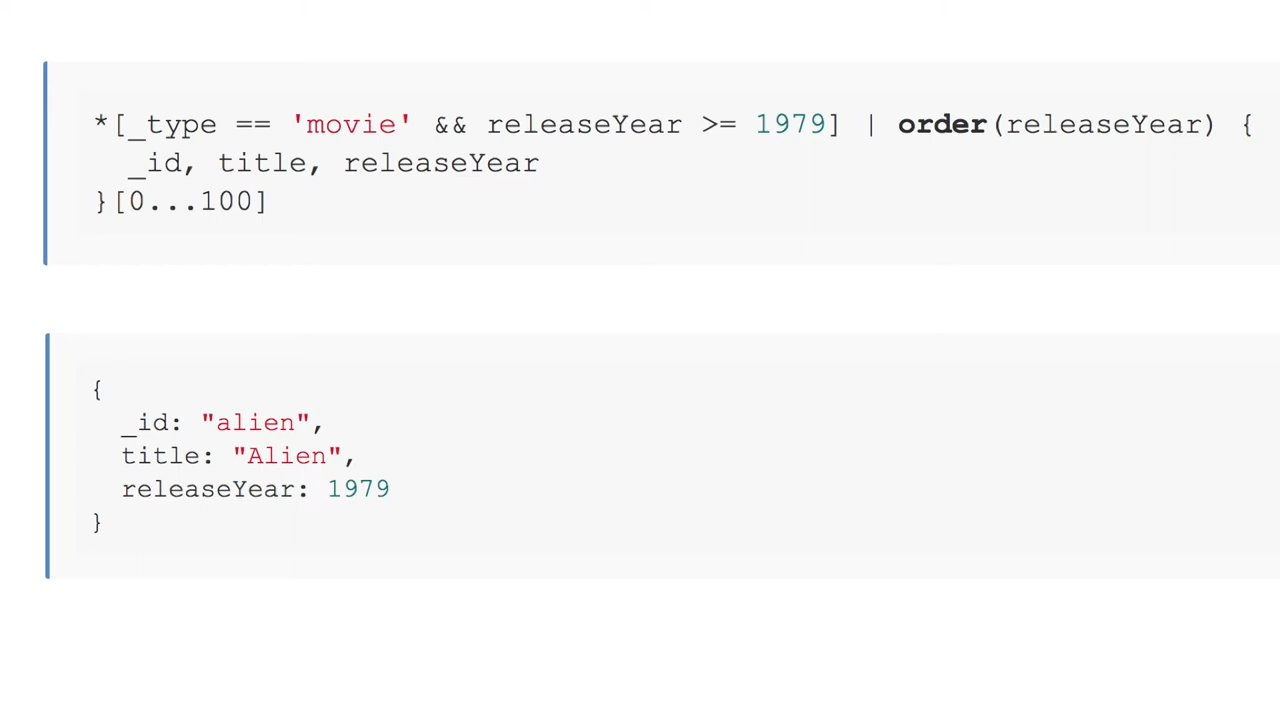 *[_type == 'movie' && releaseYear >= 1979] | order(releaseYear) {
  _id, title, releaseYear
}[0...100]
{
  _id: "alien",
  title: "Alien",
  releaseYear: 1979
}